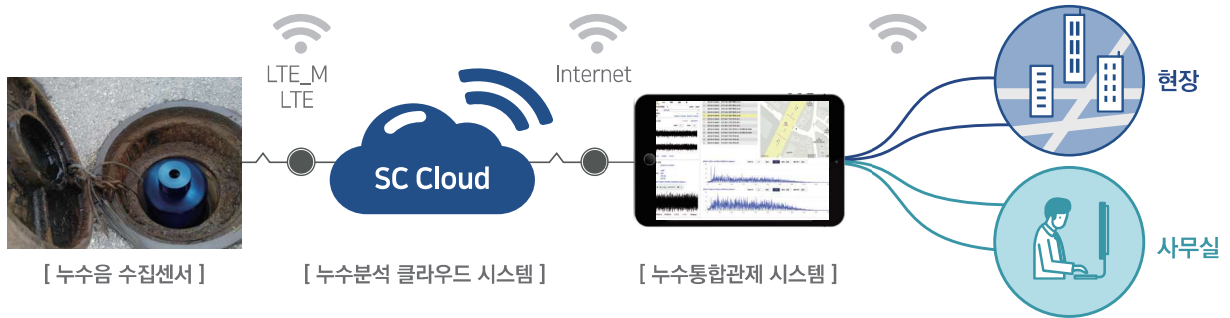 LTE_M
LTE
Internet
SC Cloud
현장
사무실
[ 누수음 수집센서 ]
[ 누수분석 클라우드 시스템 ]
[ 누수통합관제 시스템 ]